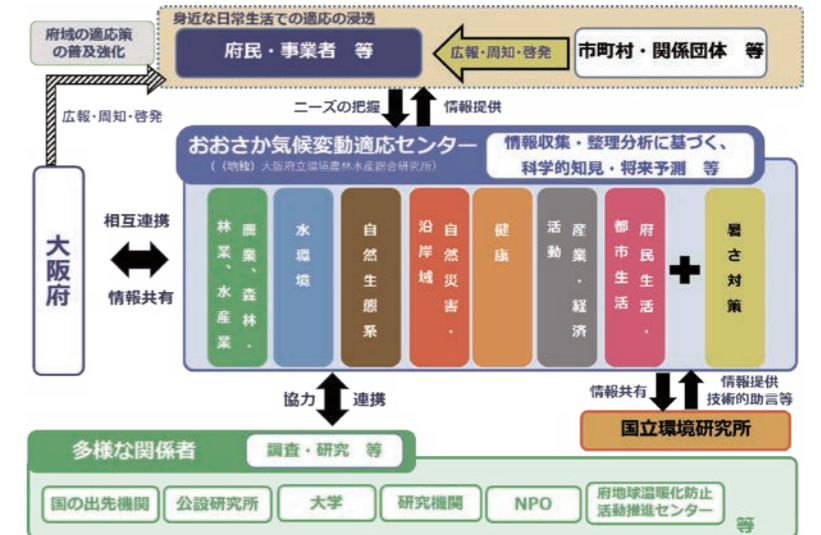 身近な日常生活での適応の浸透
府域の適応策
の普及強化
府民・事業者 等
広報・周知・啓発
市町村・関係団体 等
広報・周知・啓発
ニーズの把握
情報提供
おおさか気候変動適応センター
（（地独）大阪府立環境農林水産総合研究所）
情報収集・整理分析に基づく、
科学的知見・将来予測 等
大阪府
相互連携
情報共有
農業、森林・
林業、水産業
水環境
自然生態系
自然災害・
沿岸域
健康
産業・経済
活動
府民生活・
都市生活
暑さ対策
協力
連携
情報共有
情報提供
技術的助言等
国立環境研究所
多様な関係者
調査・研究 等
国の出先機関
公設研究所
大学
研究機関
NPO
府地球温暖化防止
活動推進センター
等